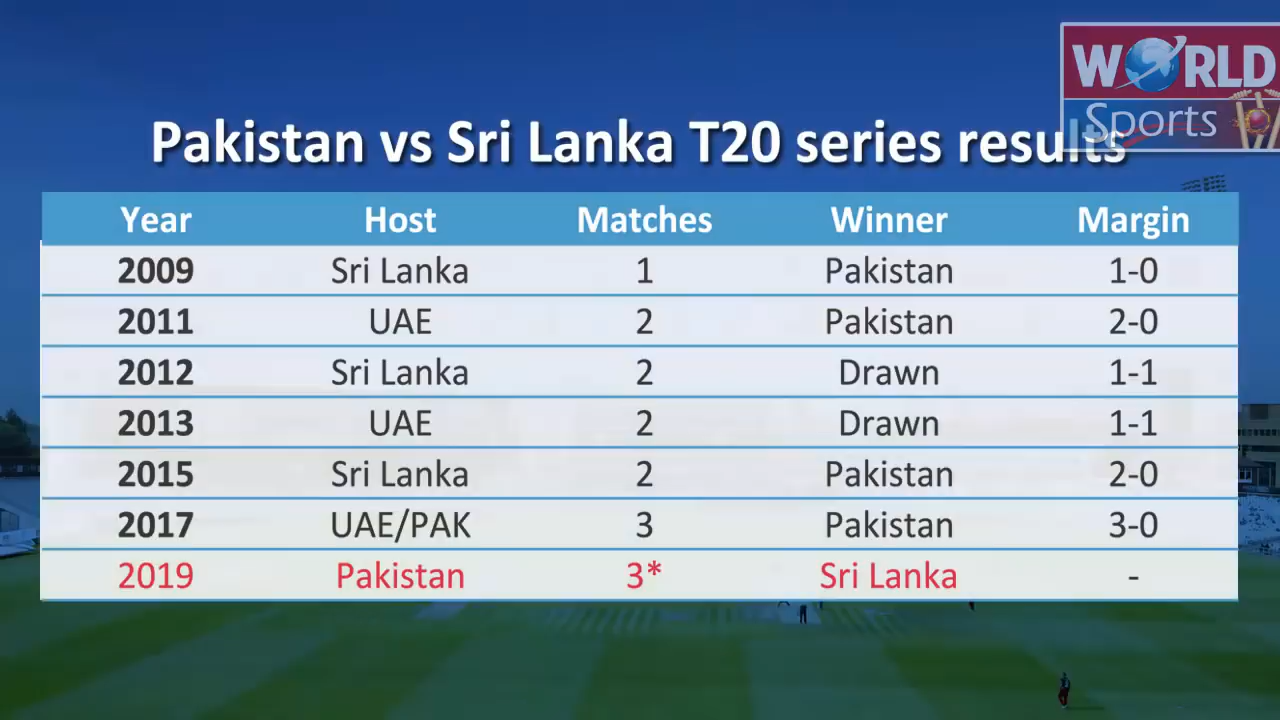 WORLD
Sports
Pakistan vs Sri Lanka T20 series results
Year Host Matches Winner Margin
2009 Sri Lanka 1 Pakistan 1-0
2011 UAE 2 Pakistan 2-0
2012 Sri Lanka 2 Drawn 1-1
2013 UAE 2 Drawn 1-1
2015 Sri Lanka 2 Pakistan 2-0
2017 UAE/PAK 3 Pakistan 3-0
2019 Pakistan 3* Sri Lanka -